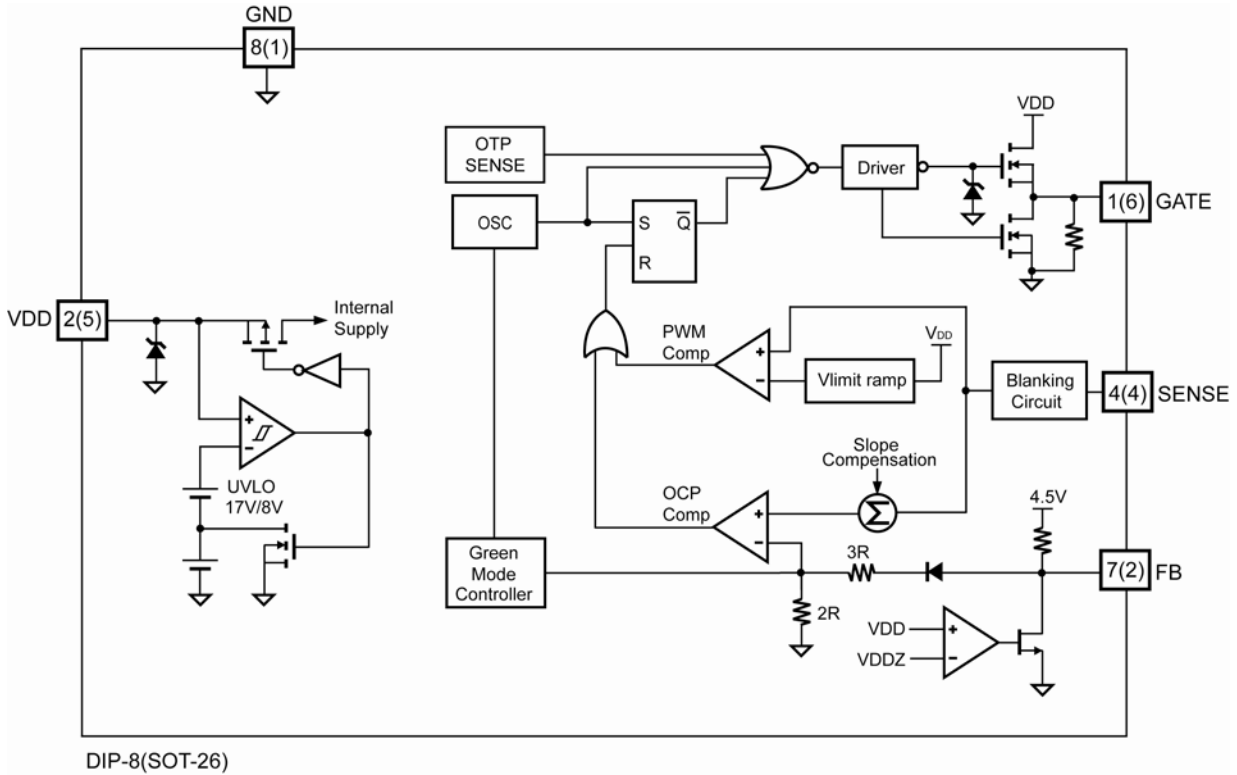 GND
8(1)
VDD
OTP
SENSE
Driver
1(6)
GATE
OSC
S
Q
R
VDD
2(5)
Internal
Supply
PWM
Comp
+
−
Vlimit ramp
VDD
Blanking
Circuit
4(4)
SENSE
+
−
UVLO
17V/8V
Slope
Compensation
OCP
Comp
+
−
Σ
4.5V
Green
Mode
Controller
3R
7(2)
FB
2R
VDD
+
VDDZ
−
DIP-8(SOT-26)